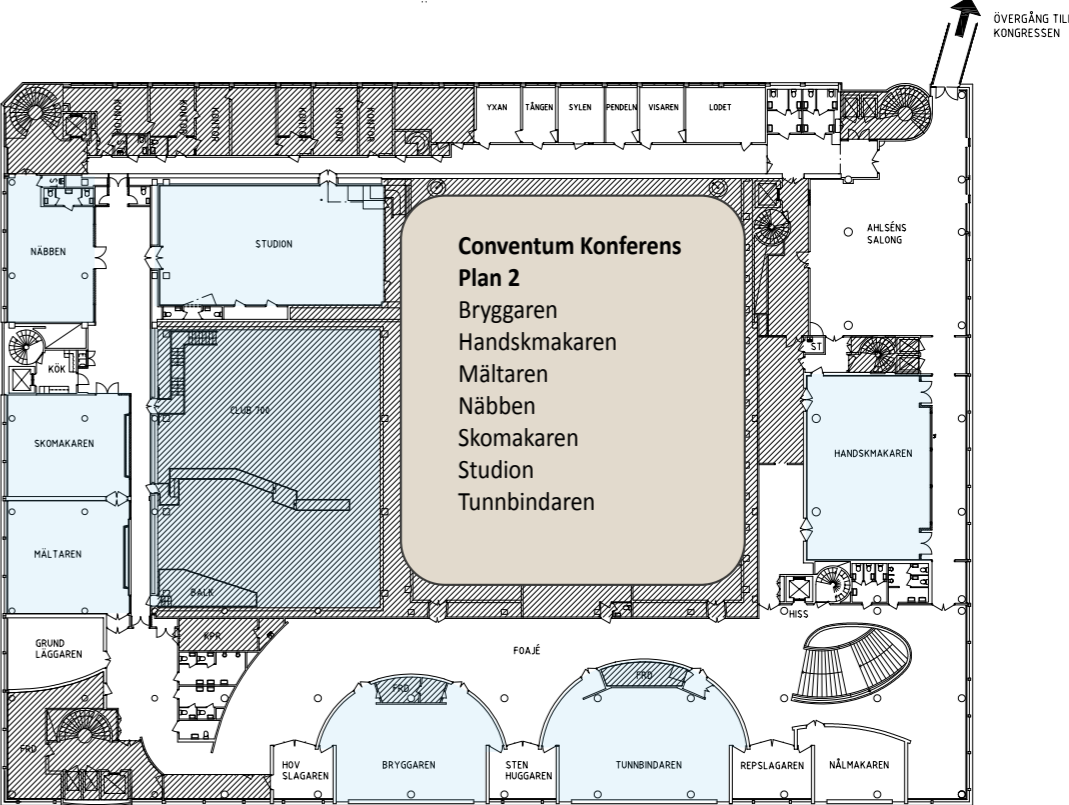 ÖVERGÅNG TILL
KONGRESSEN
KONTOR
KONTOR
KONTOR
KONTOR
KONTOR
KONTOR
YXAN
TÅNGEN
SYLEN
PENDELN
VISAREN
LODET
ST
NÄBBEN
STUDION
AHLSÉNS
SALONG
Conventum Konferens
Plan 2
Bryggaren
Handskmakaren
Mältaren
Näbben
Skomakaren
Studion
Tunnbindaren
ST
KÖK
CLUB 700
SKOMAKAREN
HANDSKMAKAREN
MÄLTAREN
BALK
HISS
KPR
GRUND
LÄGGAREN
FOAJÉ
FRD
FRD
FRD
HOV
SLAGAREN
BRYGGAREN
STEN
HUGGAREN
TUNNBINDAREN
REPSLAGAREN
NÅLMAKAREN